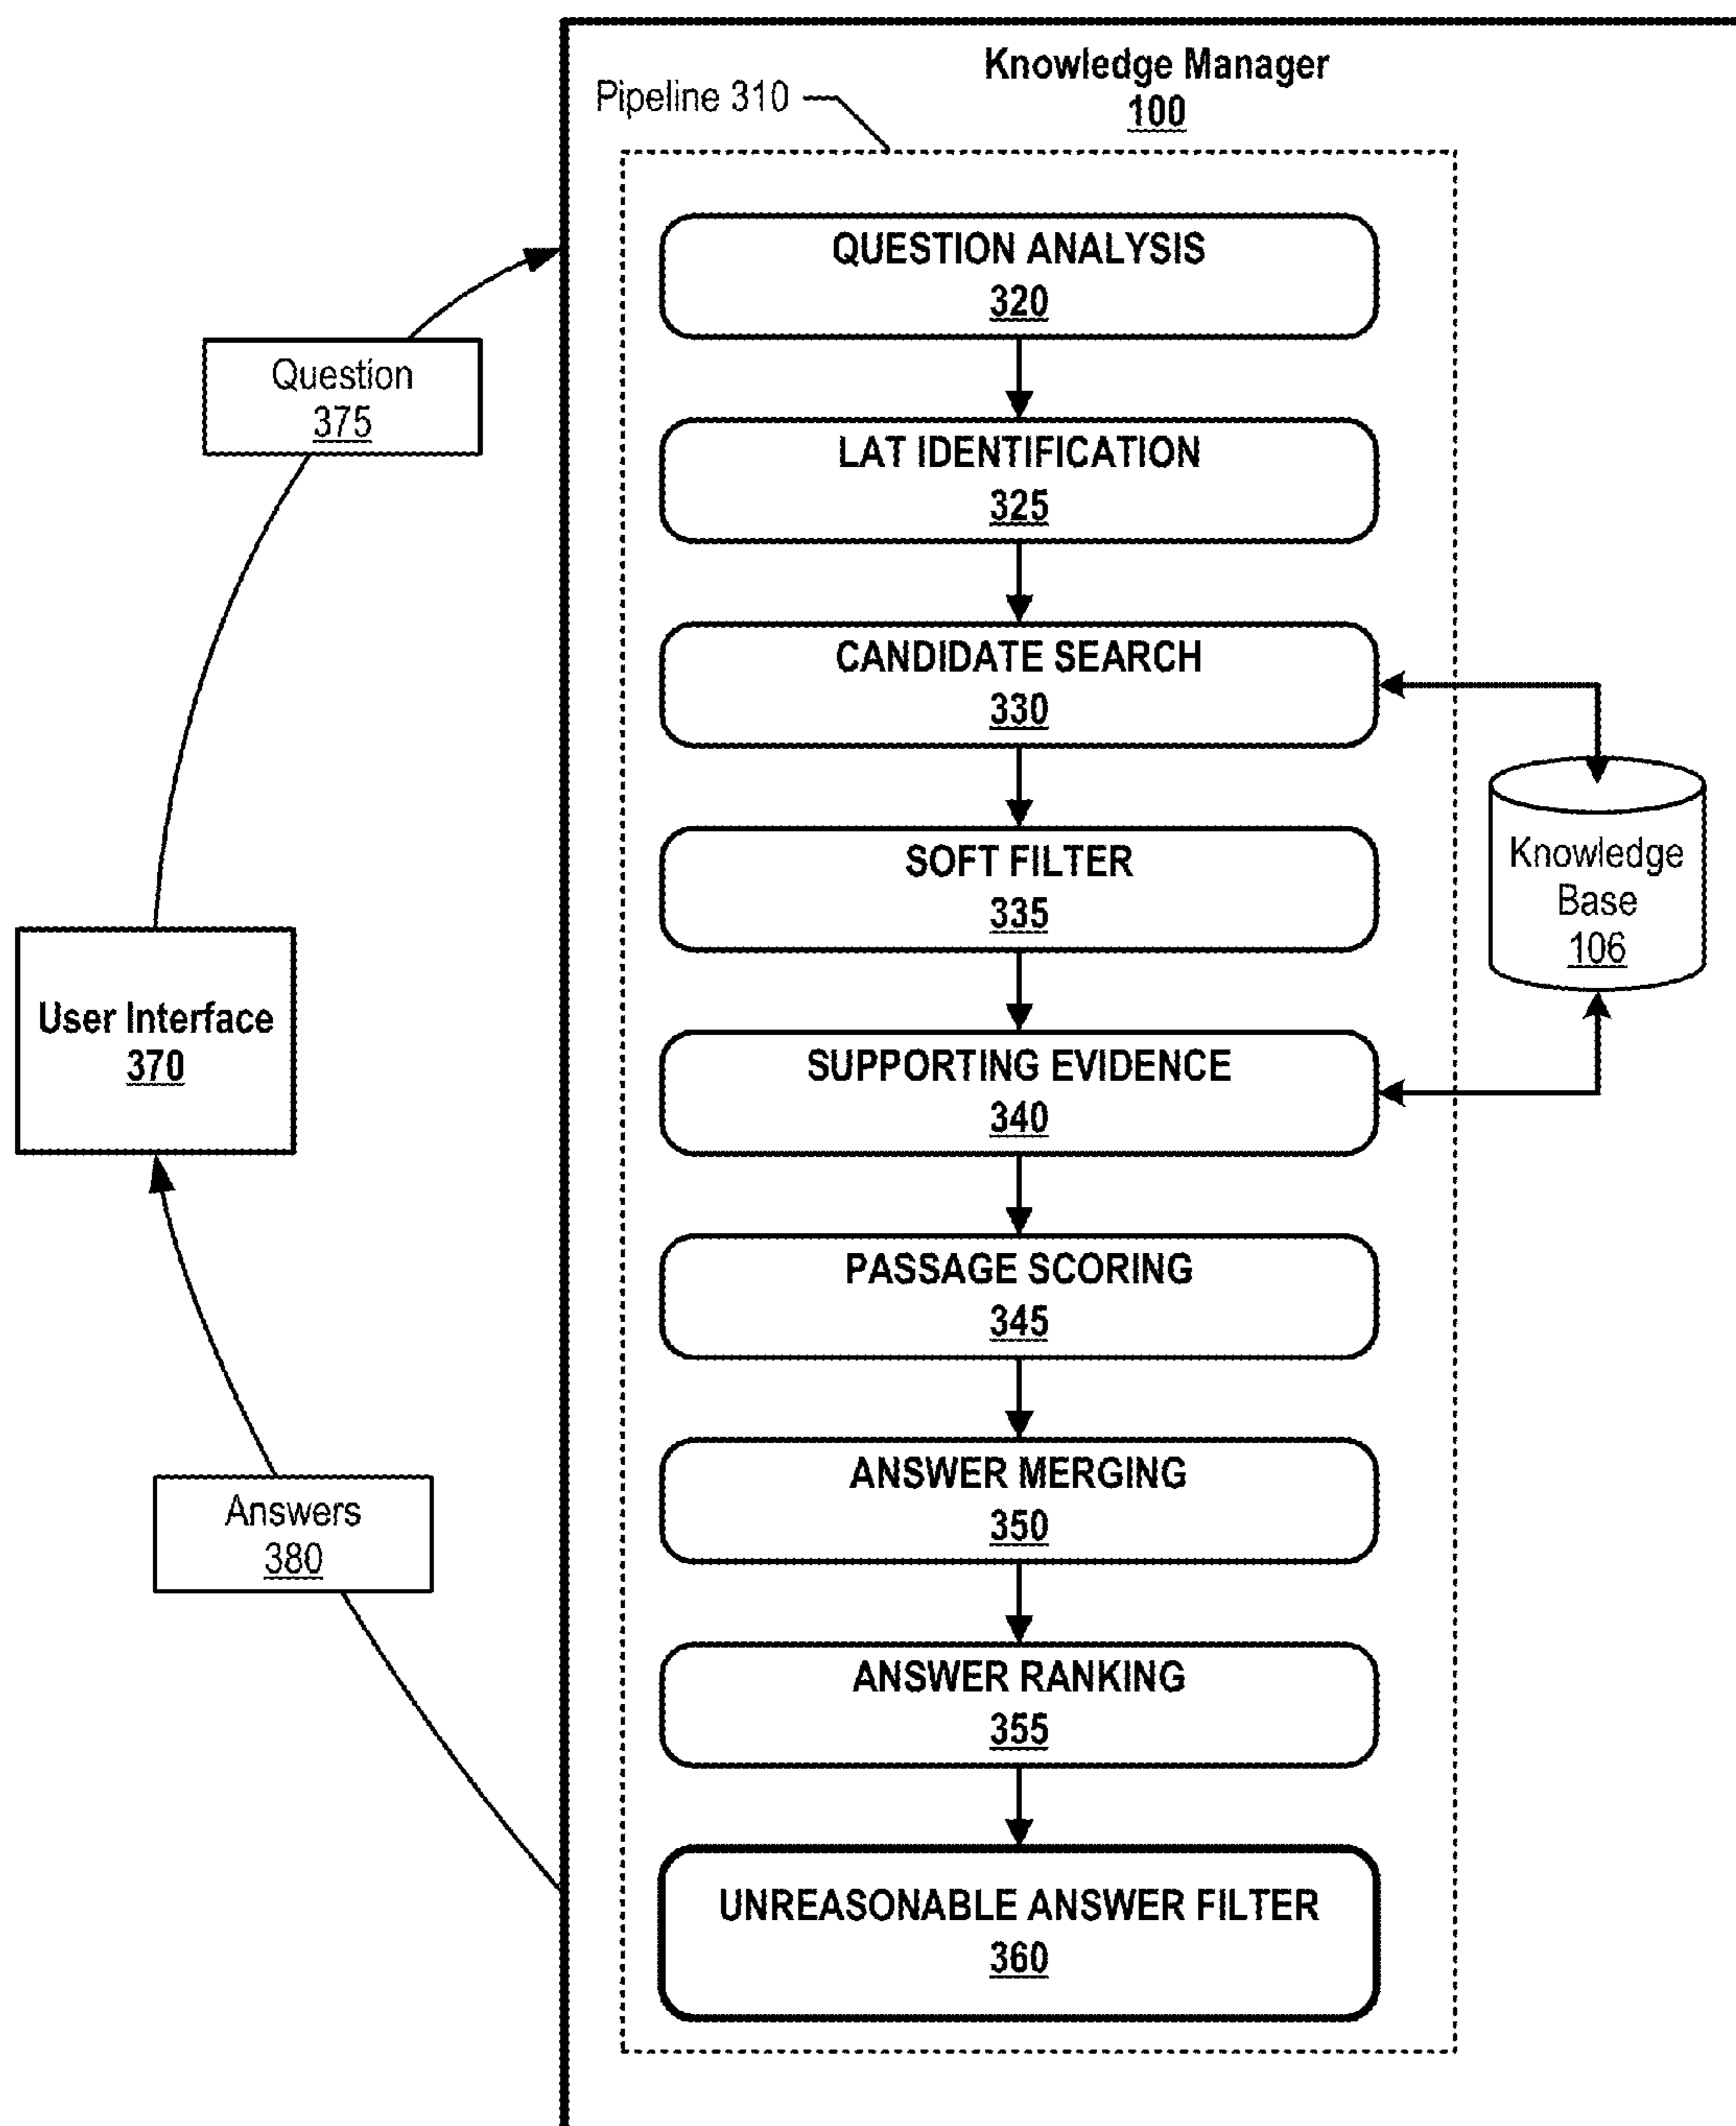 Knowledge Manager
100
Pipeline 310
QUESTION ANALYSIS
320
Question
375
LAT IDENTIFICATION
325
CANDIDATE SEARCH
330
SOFT FILTER
335
Knowledge
Base
106
User Interface
370
SUPPORTING EVIDENCE
340
PASSAGE SCORING
345
ANSWER MERGING
350
Answers
380
ANSWER RANKING
355
UNREASONABLE ANSWER FILTER
360